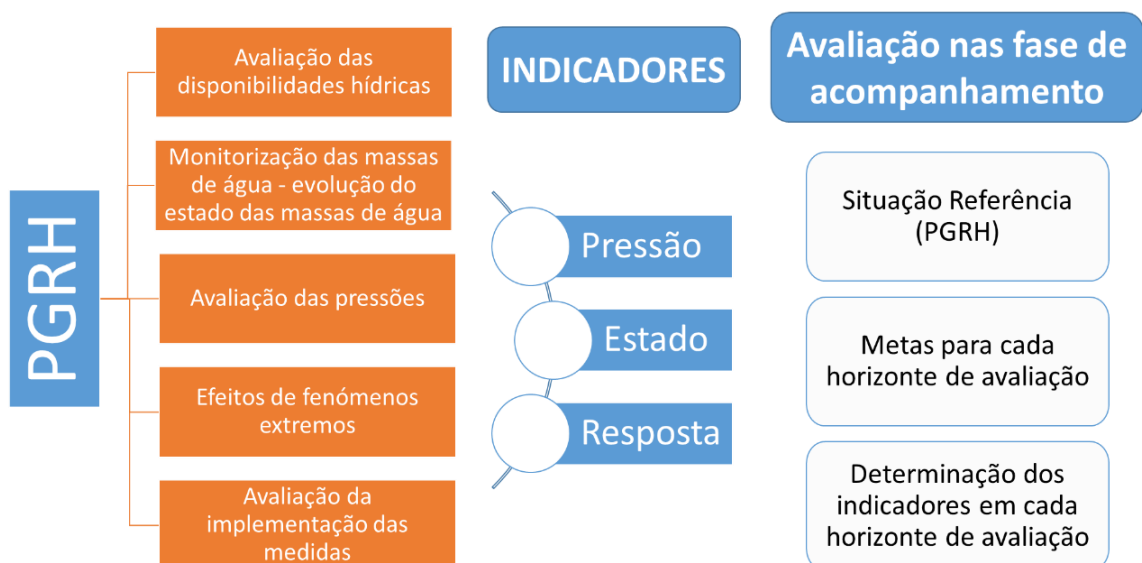 PGRH
Avaliação das
disponibilidades hídricas
Monitorização das massas
de água - evolução do
estado das massas de água
Avaliação das pressões
Efeitos de fenómenos
extremos
Avaliação da
implementação das
medidas
INDICADORES
Pressão
Estado
Resposta
Avaliação nas fase de
acompanhamento
Situação Referência
(PGRH)
Metas para cada
horizonte de avaliação
Determinação dos
indicadores em cada
horizonte de avaliação